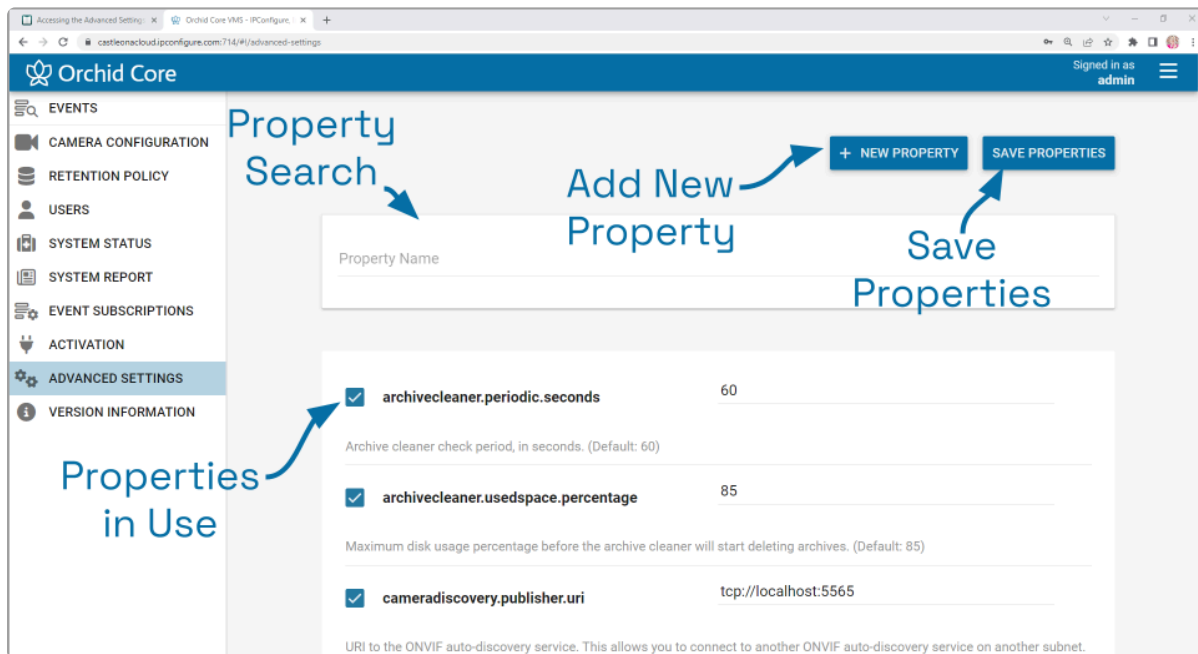 Accessing the Advanced Settings
Orchid Core VMS - IPConfigure,
castleonacloud.ipconfigure.com:714/#!/advanced-settings
Orchid Core
Signed in as
admin
EVENTS
CAMERA CONFIGURATION
RETENTION POLICY
USERS
SYSTEM STATUS
SYSTEM REPORT
EVENT SUBSCRIPTIONS
ACTIVATION
ADVANCED SETTINGS
VERSION INFORMATION
Property
Search
Add New
Property
+ NEW PROPERTY
SAVE PROPERTIES
Save
Properties
Property Name
Properties
in Use
archivecleaner.periodic.seconds
60
Archive cleaner check period, in seconds. (Default: 60)
archivecleaner.usedspace.percentage
85
Maximum disk usage percentage before the archive cleaner will start deleting archives. (Default: 85)
cameradiscovery.publisher.uri
tcp://localhost:5565
URI to the ONVIF auto-discovery service. This allows you to connect to another ONVIF auto-discovery service on another subnet.